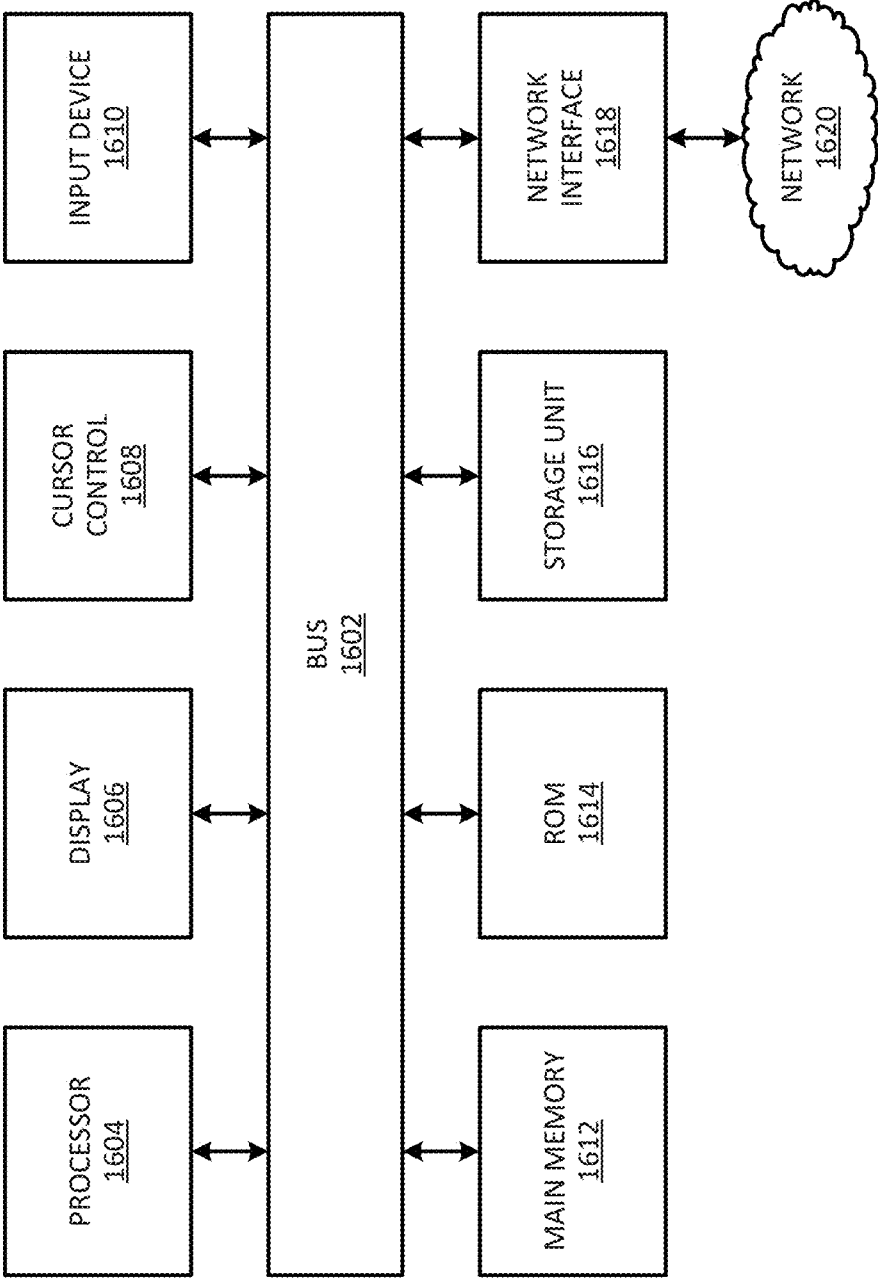 PROCESSOR
1604
DISPLAY
1606
CURSOR
CONTROL
1608
INPUT DEVICE
1610
BUS
1602
MAIN MEMORY
1612
ROM
1614
STORAGE UNIT
1616
NETWORK
INTERFACE
1618
NETWORK
1620